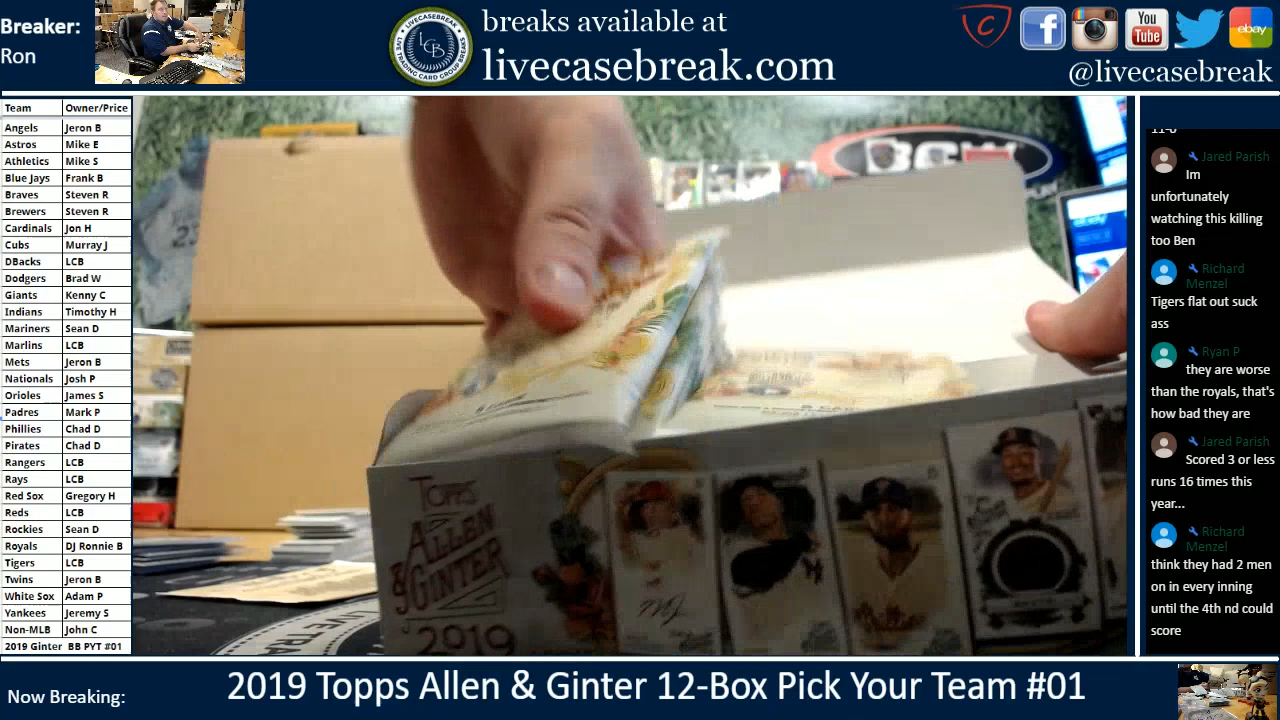 Breaker:
Ron
LCB
breaks available at
livecasebreak.com
You
Tube
ebay
@livecasebreak
Team Owner/Price
Angels Jeron B
Astros Mike E
Athletics Mike S
Blue Jays Frank B
Braves Steven R
Brewers Steven R
Cardinals Jon H
Cubs Murray J
DBacks LCB
Dodgers Brad W
Giants Kenny C
Indians Timothy H
Mariners Sean D
Marlins LCB
Mets Jeron B
Nationals Josh P
Orioles James S
Padres Mark P
Phillies Chad D
Pirates Chad D
Rangers LCB
Rays LCB
Red Sox Gregory H
Reds LCB
Rockies Sean D
Royals DJ Ronnie B
Tigers LCB
Twins Jeron B
White Sox Adam P
Yankees Jeremy S
Non-MLB John C
2019 Ginter BB PYT #01
BCW
Topps
Allen
&
Ginter
2019
LIVE TRA
Jared Parish
Im
unfortunately
watching this killing
too Ben
Richard
Menzel
Tigers flat out suck
ass
Ryan P
they are worse
than the royals, that's
how bad they are
Jared Parish
Scored 3 or less
runs 16 times this
year...
Richard
Menzel
think they had 2 men
on in every inning
until the 4th nd could
score
Now Breaking:
2019 Topps Allen & Ginter 12-Box Pick Your Team #01